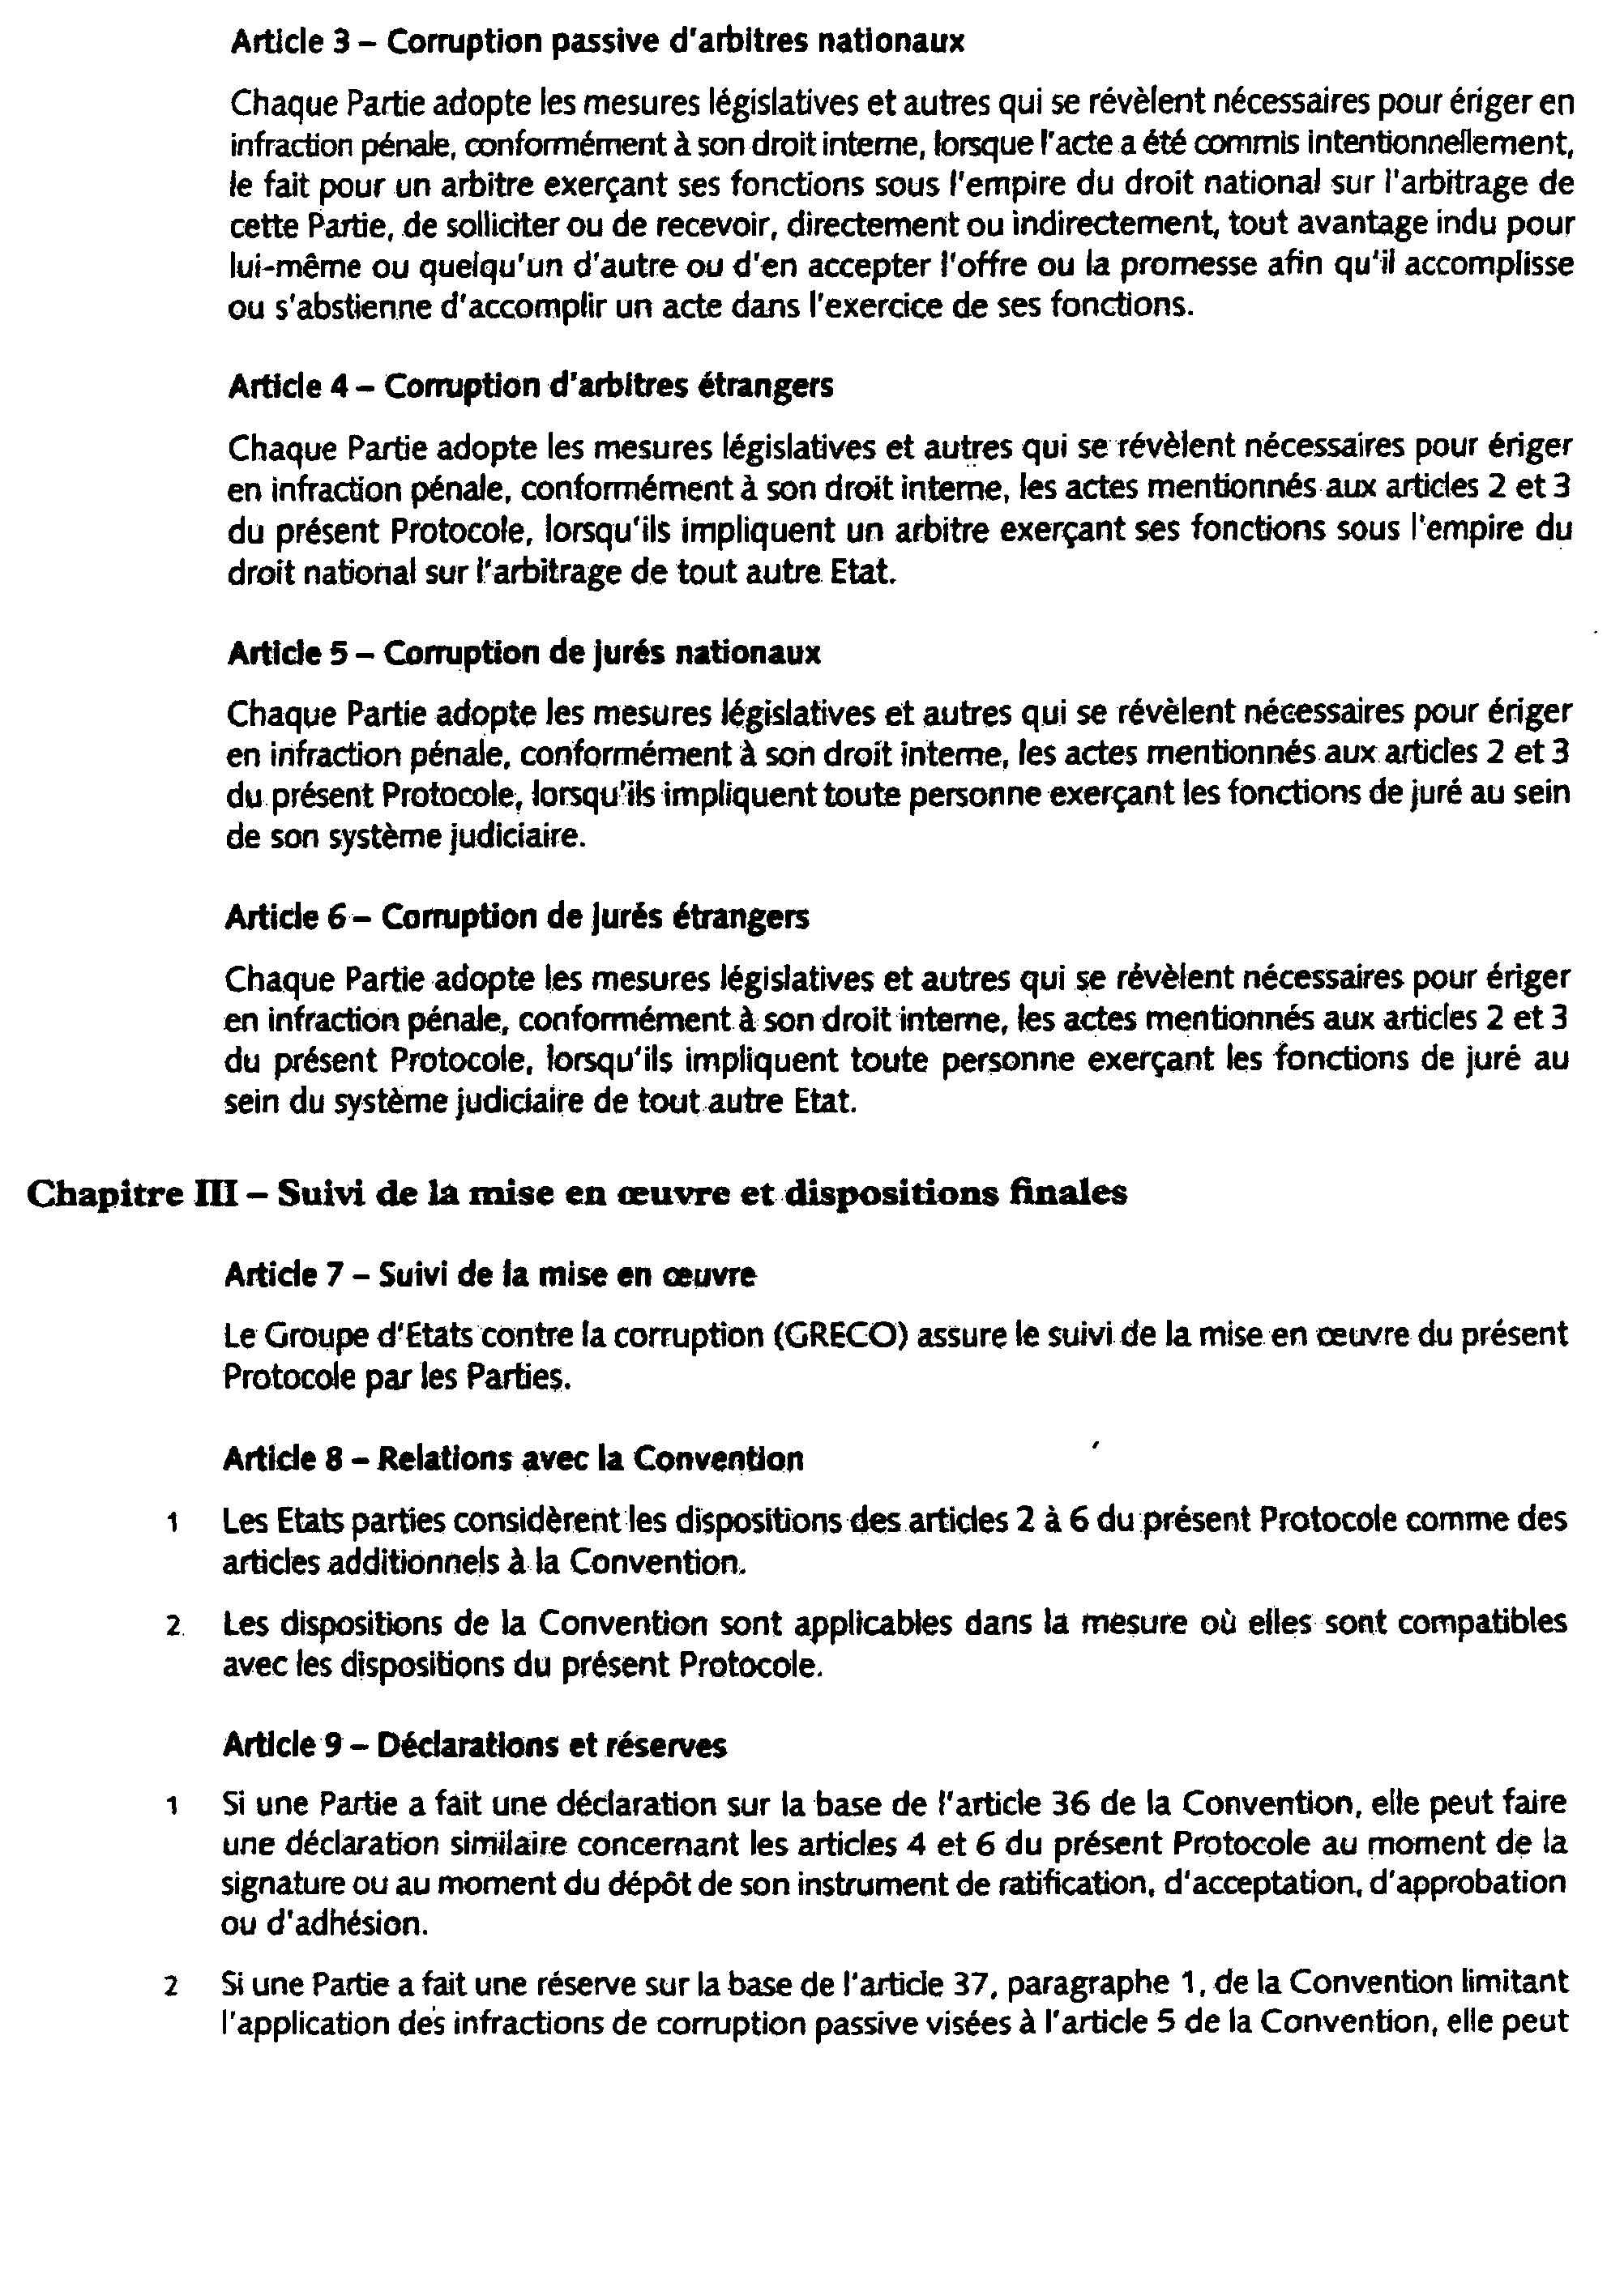 Article 3 – Corruption passive d'arbitres nationaux
Chaque Partie adopte les mesures législatives et autres qui se révèlent nécessaires pour ériger en
infraction pénale, conformément à son droit interne, lorsque l'acte a été commis intentionnellement,
le fait pour un arbitre exerçant ses fonctions sous l'empire du droit national sur l'arbitrage de
cette Partie, de solliciter ou de recevoir, directement ou indirectement, tout avantage indu pour
lui-même ou quelqu'un d'autre ou d'en accepter l'offre ou la promesse afin qu'il accomplisse
ou s'abstienne d'accomplir un acte dans l'exercice de ses fonctions.
Article 4 – Corruption d'arbitres étrangers
Chaque Partie adopte les mesures législatives et autres qui se révèlent nécessaires pour ériger
en infraction pénale, conformément à son droit interne, les actes mentionnés aux articles 2 et 3
du présent Protocole, lorsqu'ils impliquent un arbitre exerçant ses fonctions sous l'empire du
droit national sur l'arbitrage de tout autre Etat.
Article 5 – Corruption de jurés nationaux
Chaque Partie adopte les mesures législatives et autres qui se révèlent nécessaires pour ériger
en infraction pénale, conformément à son droit interne, les actes mentionnés aux articles 2 et 3
du présent Protocole, lorsqu'ils impliquent toute personne exerçant les fonctions de juré au sein
de son système judiciaire.
Article 6 – Corruption de jurés étrangers
Chaque Partie adopte les mesures législatives et autres qui se révèlent nécessaires pour ériger
en infraction pénale, conformément à son droit interne, les actes mentionnés aux articles 2 et 3
du présent Protocole, lorsqu'ils impliquent toute personne exerçant les fonctions de juré au
sein du système judiciaire de tout autre Etat.
Chapitre III – Suivi de la mise en œuvre et dispositions finales
Article 7 – Suivi de la mise en œuvre
Le Groupe d'Etats contre la corruption (GRECO) assure le suivi de la mise en œuvre du présent
Protocole par les Parties.
Article 8 – Relations avec la Convention
1 Les Etats parties considèrent les dispositions des articles 2 à 6 du présent Protocole comme des
articles additionnels à la Convention.
2 Les dispositions de la Convention sont applicables dans la mesure où elles sont compatibles
avec les dispositions du présent Protocole.
Article 9 – Déclarations et réserves
1 Si une Partie a fait une déclaration sur la base de l'article 36 de la Convention, elle peut faire
une déclaration similaire concernant les articles 4 et 6 du présent Protocole au moment de la
signature ou au moment du dépôt de son instrument de ratification, d'acceptation, d'approbation
ou d'adhésion.
2 Si une Partie a fait une réserve sur la base de l'article 37, paragraphe 1, de la Convention limitant
l'application des infractions de corruption passive visées à l'article 5 de la Convention, elle peut